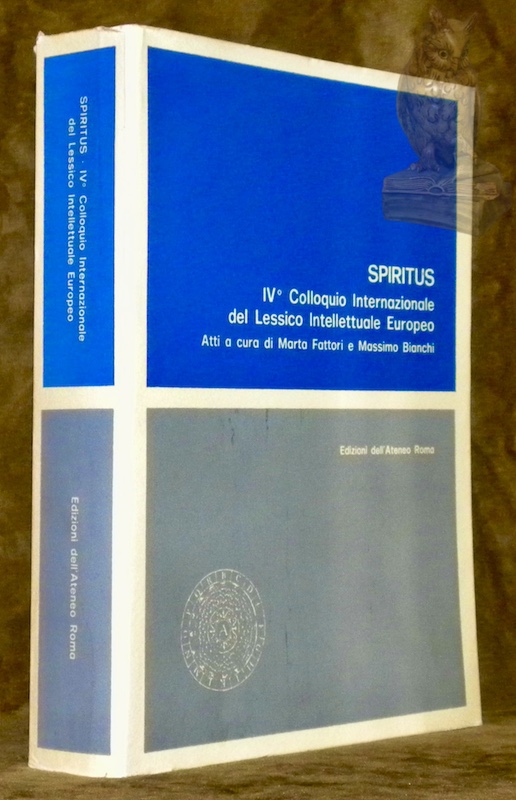 SPIRITUS
IV° Colloquio Internazionale
del Lessico Intellettuale Europeo
Atti a cura di Marta Fattori e Massimo Bianchi
Edizioni dell'Ateneo Roma
SPIRITUS - IV° Colloquio Internazionale
del Lessico Intellettuale Europeo
Edizioni dell'Ateneo Roma